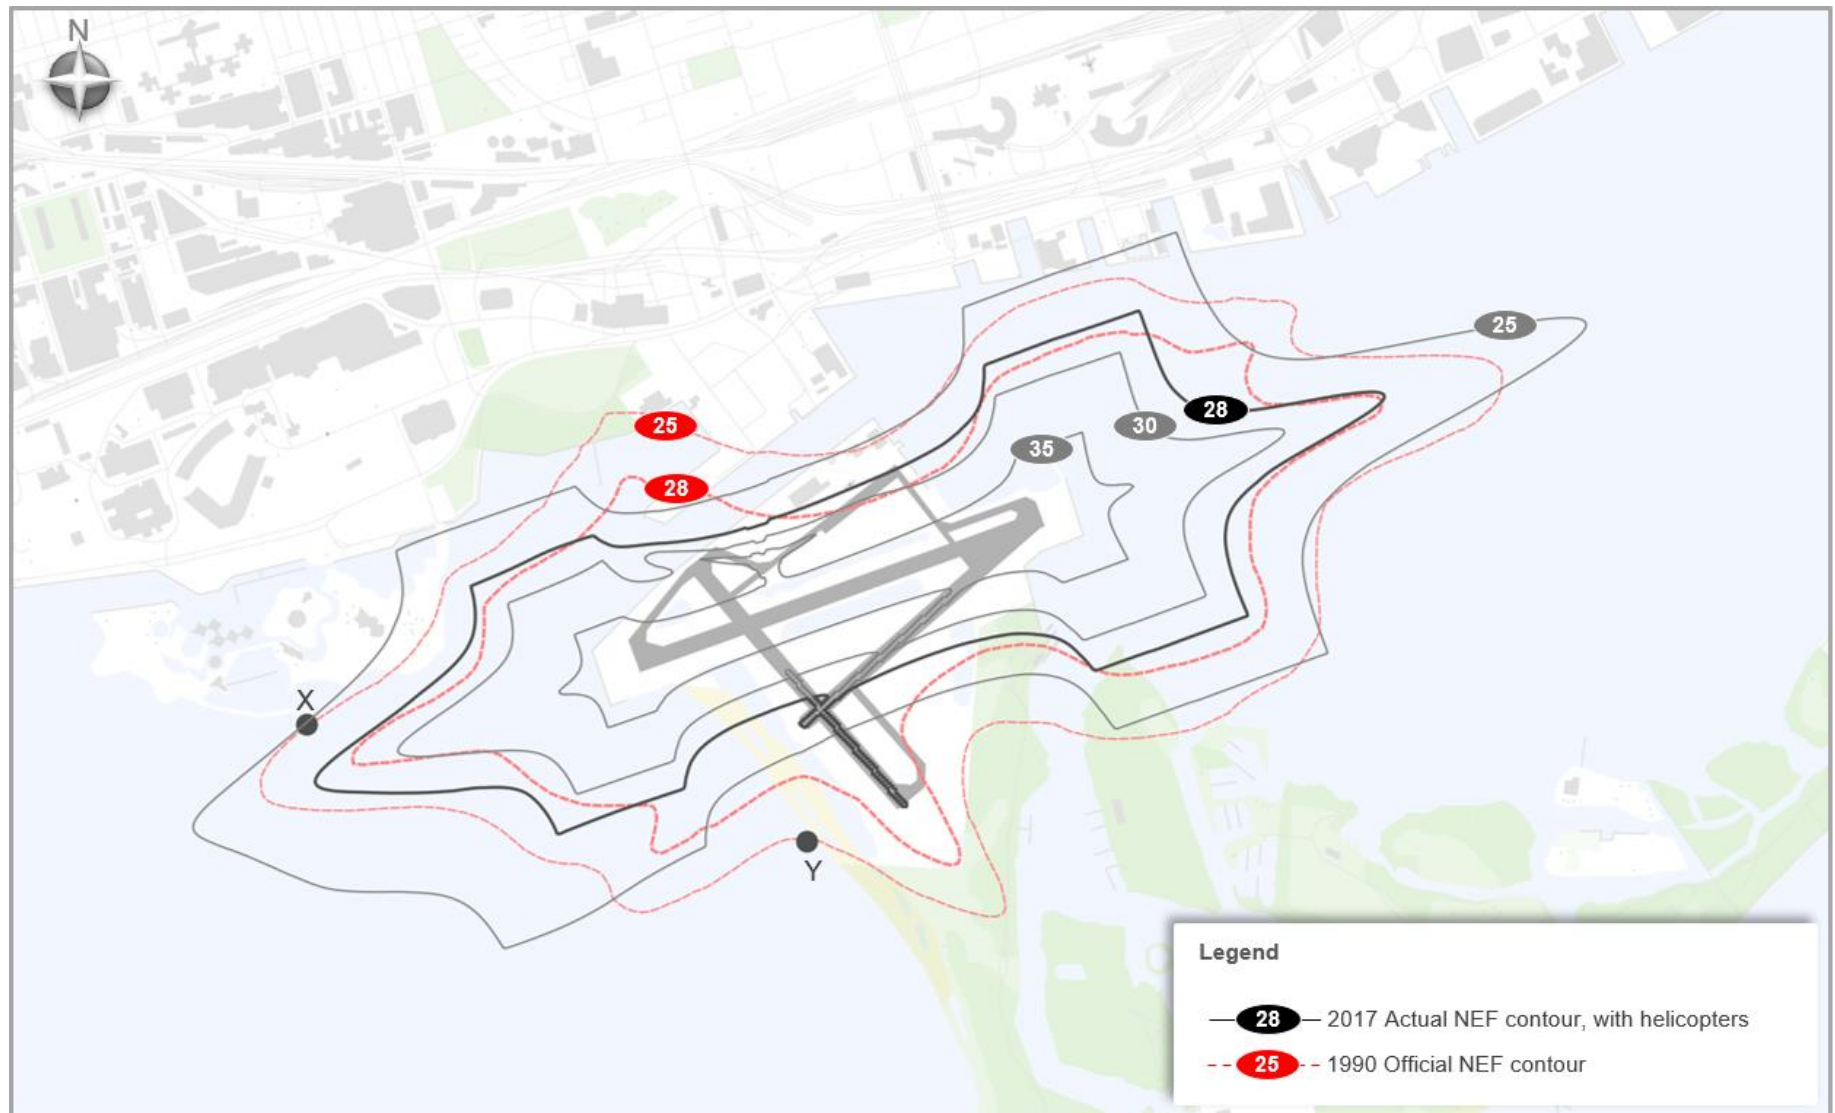 N
25
28
30
35
25
28
X
Y
Legend
28 2017 Actual NEF contour, with helicopters
25 1990 Official NEF contour